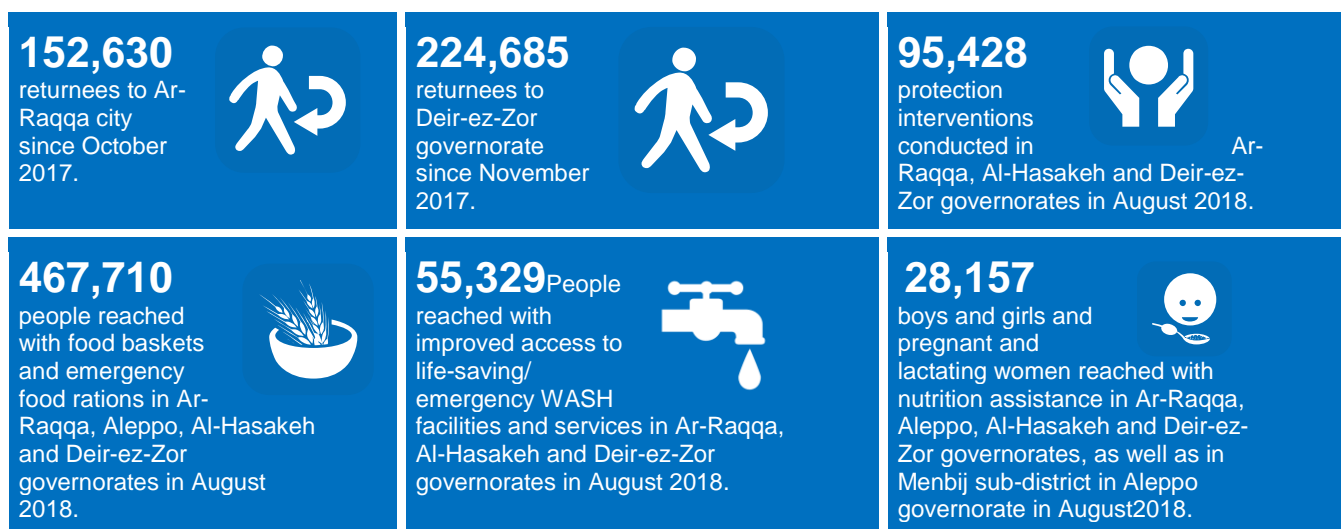 152,630
returnees to Ar-
Raqqa city
since October
2017.
224,685
returnees to
Deir-ez-Zor
governorate
since November
2017.
95,428
protection
interventions
conducted in Ar-
Raqqa, Al-Hasakeh and Deir-ez-
Zor governorates in August 2018.
467,710
people reached
with food baskets
and emergency
food rations in Ar-
Raqqa, Aleppo, Al-Hasakeh
and Deir-ez-Zor
governorates in August
2018.
55,329People
reached with
improved access to
life-saving/
emergency WASH
facilities and services in Ar-Raqqa,
Al-Hasakeh and Deir-ez-Zor
governorates in August 2018.
28,157
boys and girls and
pregnant and
lactating women reached with
nutrition assistance in Ar-Raqqa,
Aleppo, Al-Hasakeh and Deir-ez-
Zor governorates, as well as in
Menbij sub-district in Aleppo
governorate in August2018.